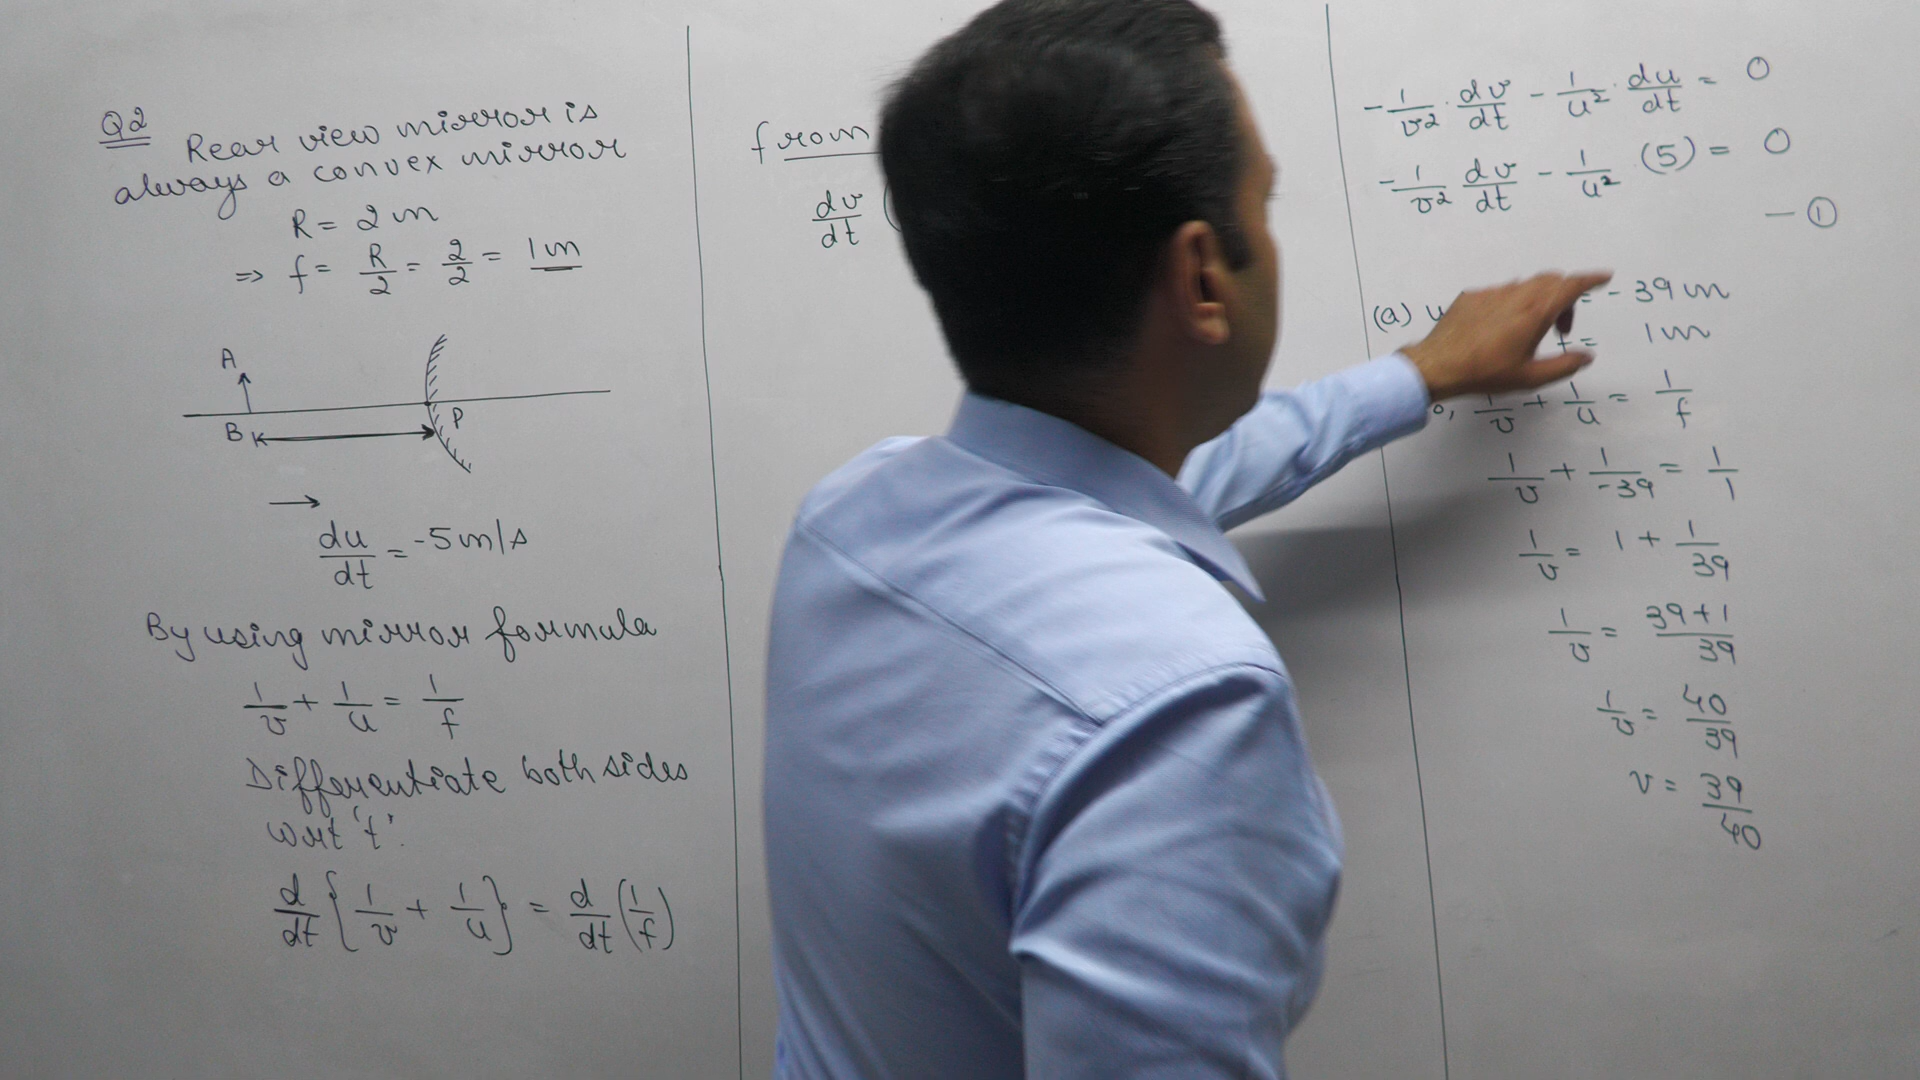 Q2
Rear view mirror is
always a convex mirror
R = 2 m
⇒ f = R/2 = 2/2 = 1 m
A
B
P
du/dt = -5 m/s
By using mirror formula
1/v + 1/u = 1/f
Differentiate both sides
wrt 't'.
d/dt {1/v + 1/u} = d/dt (1/f)
from
dv/dt (
-1/v² · dv/dt - 1/u² · du/dt = 0
-1/v² dv/dt - 1/u² · (5) = 0
- ①
(a) u = - 39 m
f = 1 m
1/v + 1/u = 1/f
1/v + 1/-39 = 1/1
1/v = 1 + 1/39
1/v = 39+1/39
1/v = 40/39
v = 39/40